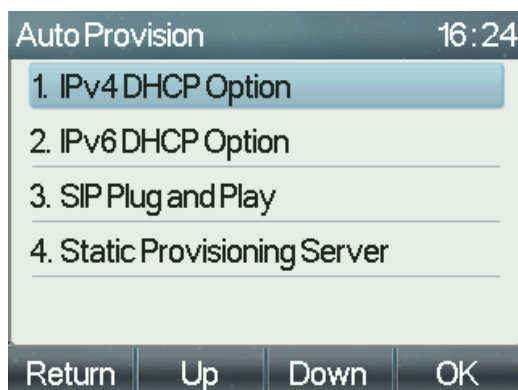 Auto Provision 16:24
1. IPv4 DHCP Option
2. IPv6 DHCP Option
3. SIP Plug and Play
4. Static Provisioning Server
Return Up Down OK